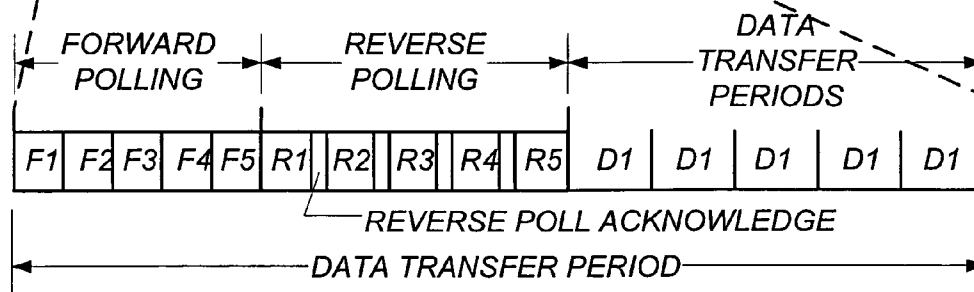 FORWARD
POLLING
REVERSE
POLLING
DATA
TRANSFER
PERIODS
F1 F2 F3 F4 F5 R1 R2 R3 R4 R5 D1 D1 D1 D1 D1
REVERSE POLL ACKNOWLEDGE
DATA TRANSFER PERIOD